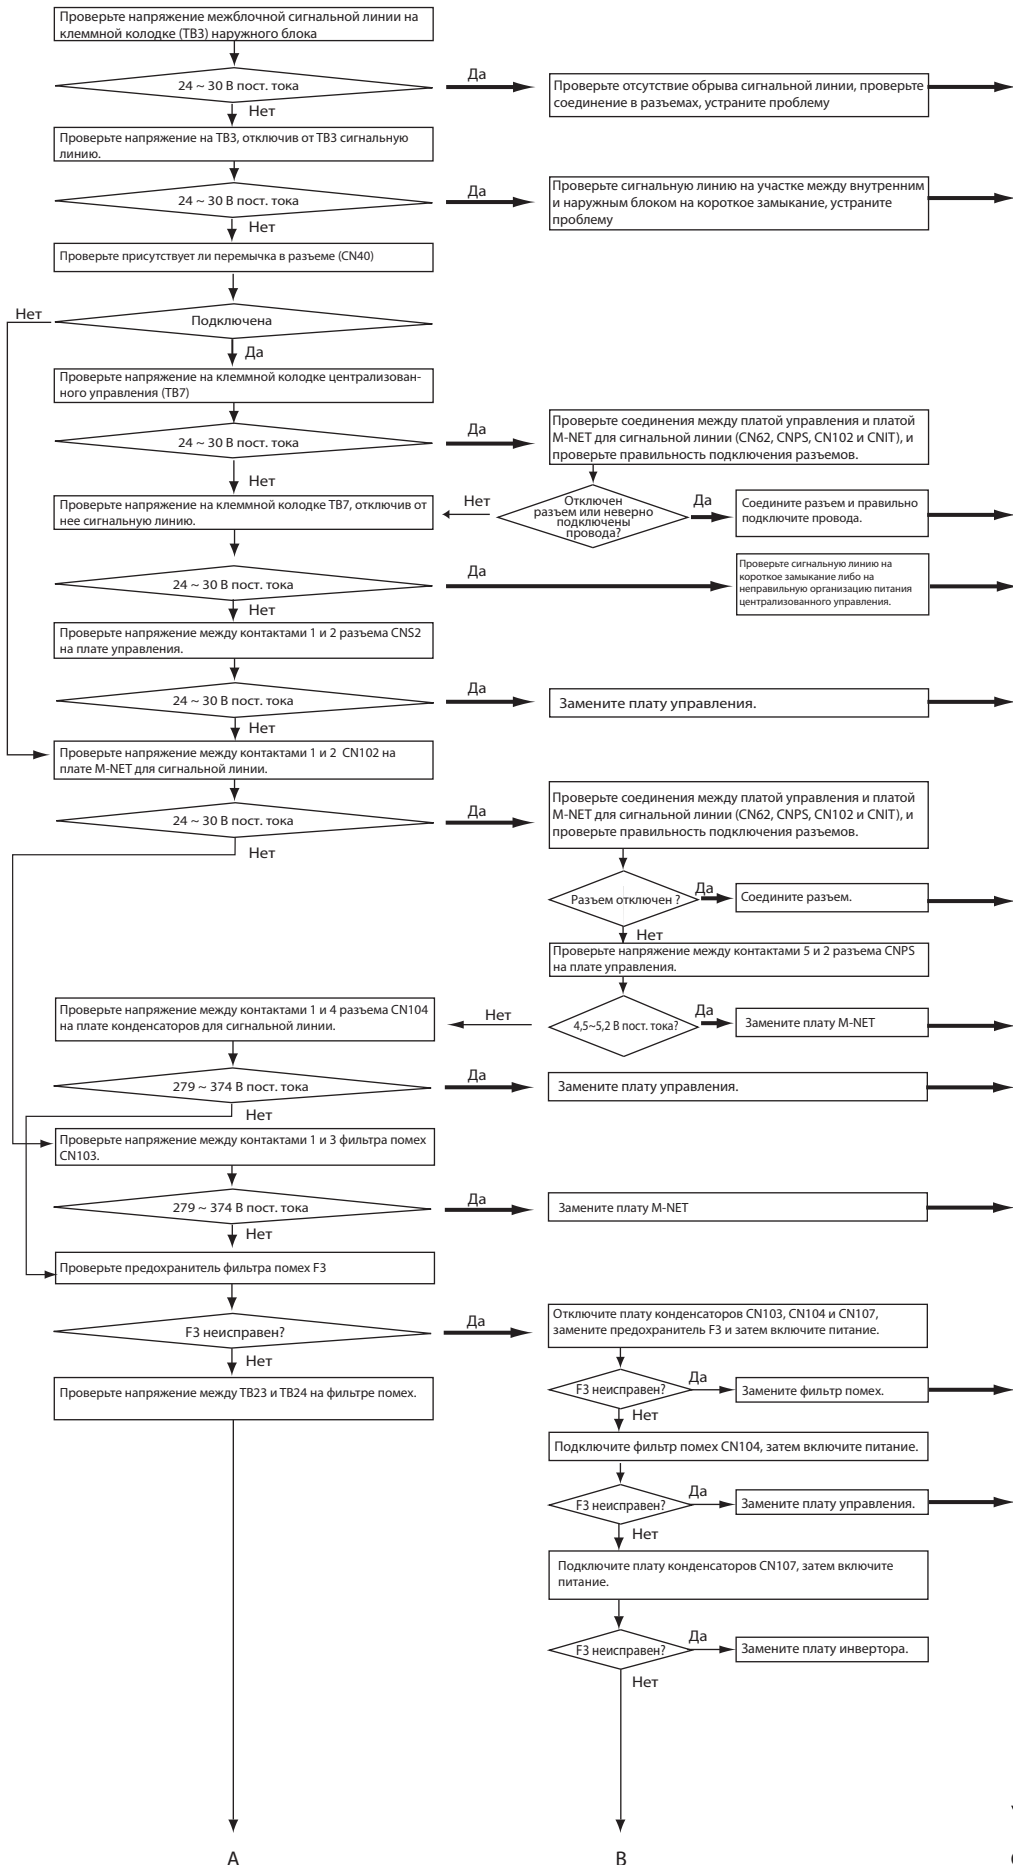 Проверьте напряжение межблочной сигнальной линии на
клеммной колодке (ТВ3) наружного блока
24 ~ 30 В пост. тока
Да
Проверьте отсутствие обрыва сигнальной линии, проверьте
соединение в разъемах, устраните проблему
Нет
Проверьте напряжение на ТВ3, отключив от ТВ3 сигнальную
линию.
24 ~ 30 В пост. тока
Да
Проверьте сигнальную линию на участке между внутренним
и наружным блоком на короткое замыкание, устраните
проблему
Нет
Проверьте присутствует ли перемычка в разъеме (CN40)
Нет
Подключена
Да
Проверьте напряжение на клеммной колодке централизован-
ного управления (ТВ7)
24 ~ 30 В пост. тока
Да
Проверьте соединения между платой управления и платой
M-NET для сигнальной линии (CN62, CNPS, CN102 и CNIT), и
проверьте правильность подключения разъемов.
Нет
Проверьте напряжение на клеммной колодке ТВ7, отключив от
нее сигнальную линию.
Нет
Отключен
разъем или неверно
подключены
провода?
Да
Соедините разъем и правильно
подключите провода.
24 ~ 30 В пост. тока
Да
Проверьте сигнальную линию на
короткое замыкание либо на
неправильную организацию питания
централизованного управления.
Нет
Проверьте напряжение между контактами 1 и 2 разъема CNS2
на плате управления.
24 ~ 30 В пост. тока
Да
Замените плату управления.
Нет
Проверьте напряжение между контактами 1 и 2 CN102 на
плате M-NET для сигнальной линии.
24 ~ 30 В пост. тока
Да
Проверьте соединения между платой управления и платой
M-NET для сигнальной линии (CN62, CNPS, CN102 и CNIT), и
проверьте правильность подключения разъемов.
Нет
Разъем отключен ?
Да
Соедините разъем.
Нет
Проверьте напряжение между контактами 5 и 2 разъема CNPS
на плате управления.
Проверьте напряжение между контактами 1 и 4 разъема CN104
на плате конденсаторов для сигнальной линии.
Нет
4,5~5,2 В пост. тока?
Да
Замените плату M-NET
279 ~ 374 В пост. тока
Да
Замените плату управления.
Нет
Проверьте напряжение между контактами 1 и 3 фильтра помех
CN103.
279 ~ 374 В пост. тока
Да
Замените плату M-NET
Нет
Проверьте предохранитель фильтра помех F3
F3 неисправен?
Да
Отключите плату конденсаторов CN103, CN104 и CN107,
замените предохранитель F3 и затем включите питание.
Нет
Проверьте напряжение между ТВ23 и ТВ24 на фильтре помех.
F3 неисправен?
Да
Замените фильтр помех.
Нет
Подключите фильтр помех CN104, затем включите питание.
F3 неисправен?
Да
Замените плату управления.
Нет
Подключите плату конденсаторов CN107, затем включите
питание.
F3 неисправен?
Да
Замените плату инвертора.
Нет
A
B